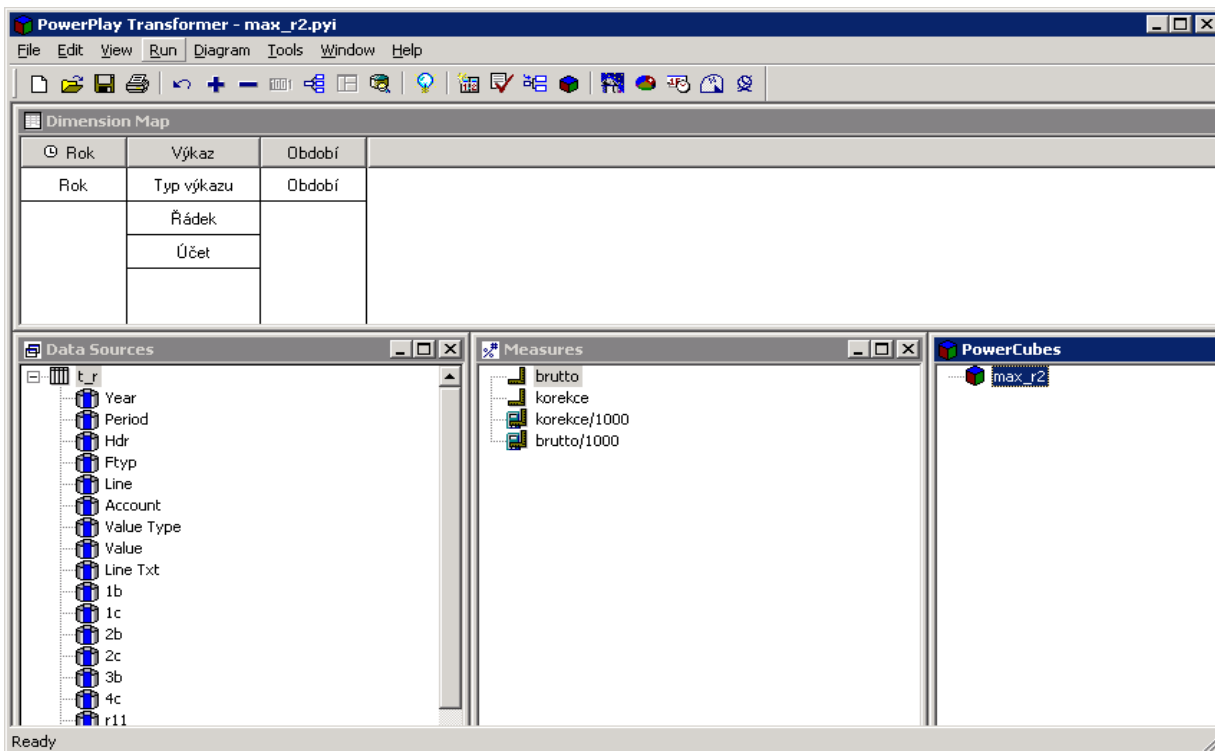 PowerPlay Transformer - max_r2.pyi
File Edit View Run Diagram Tools Window Help
Dimension Map
Rok Výkaz Období
Rok Typ výkazu Období
Řádek
Účet
Data Sources
t_r
Year
Period
Hdr
Ftyp
Line
Account
Value Type
Value
Line Txt
1b
1c
2b
2c
3b
4c
r11
Measures
brutto
korekce
korekce/1000
brutto/1000
PowerCubes
max_r2
Ready